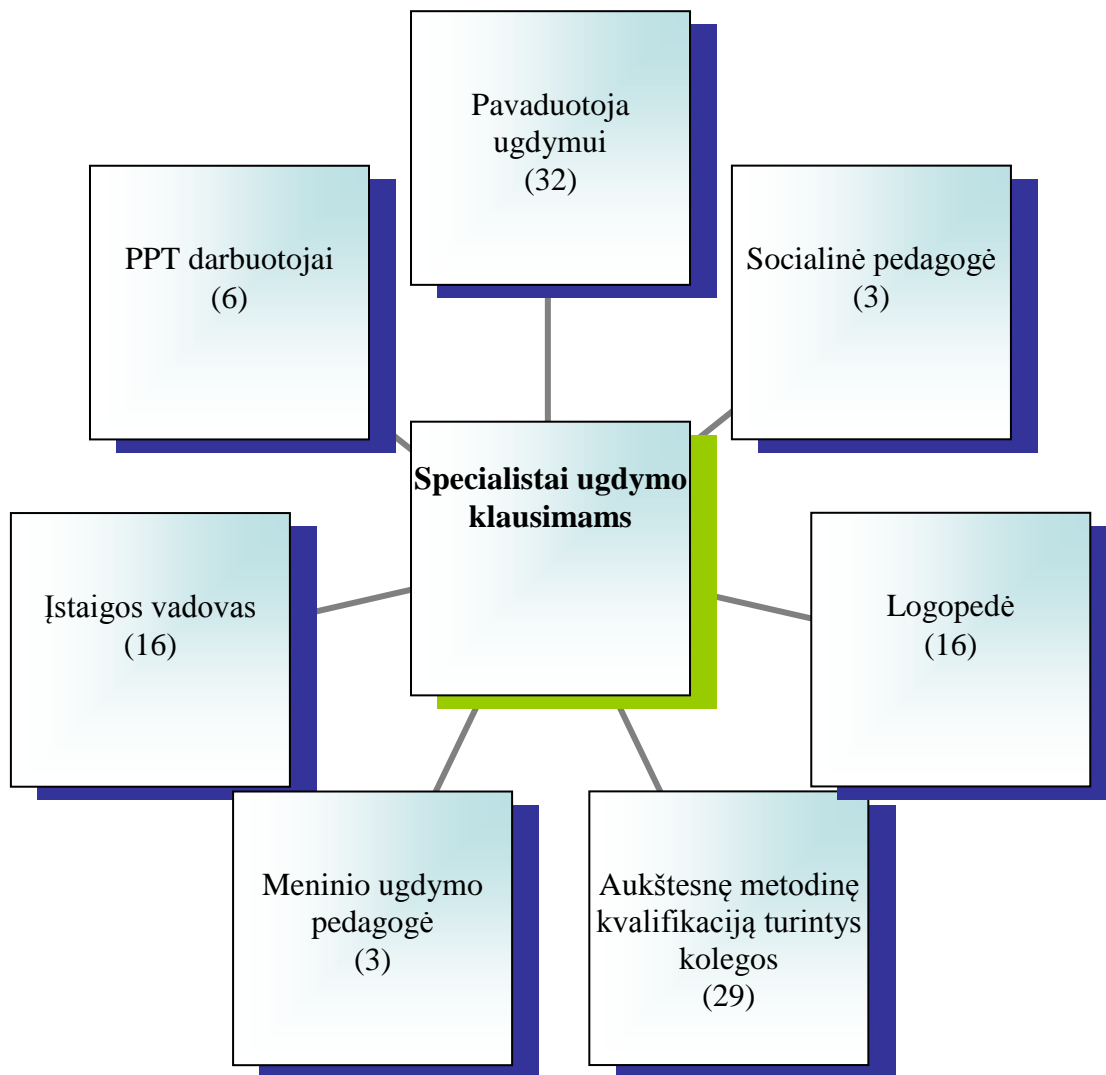 Pavaduotoja
ugdymui
(32)
PPT darbuotojai
(6)
Socialinė pedagogė
(3)
Specialistai ugdymo
klausimams
Įstaigos vadovas
(16)
Logopedė
(16)
Meninio ugdymo
pedagogė
(3)
Aukštesnę metodinę
kvalifikaciją turintys
kolegos
(29)